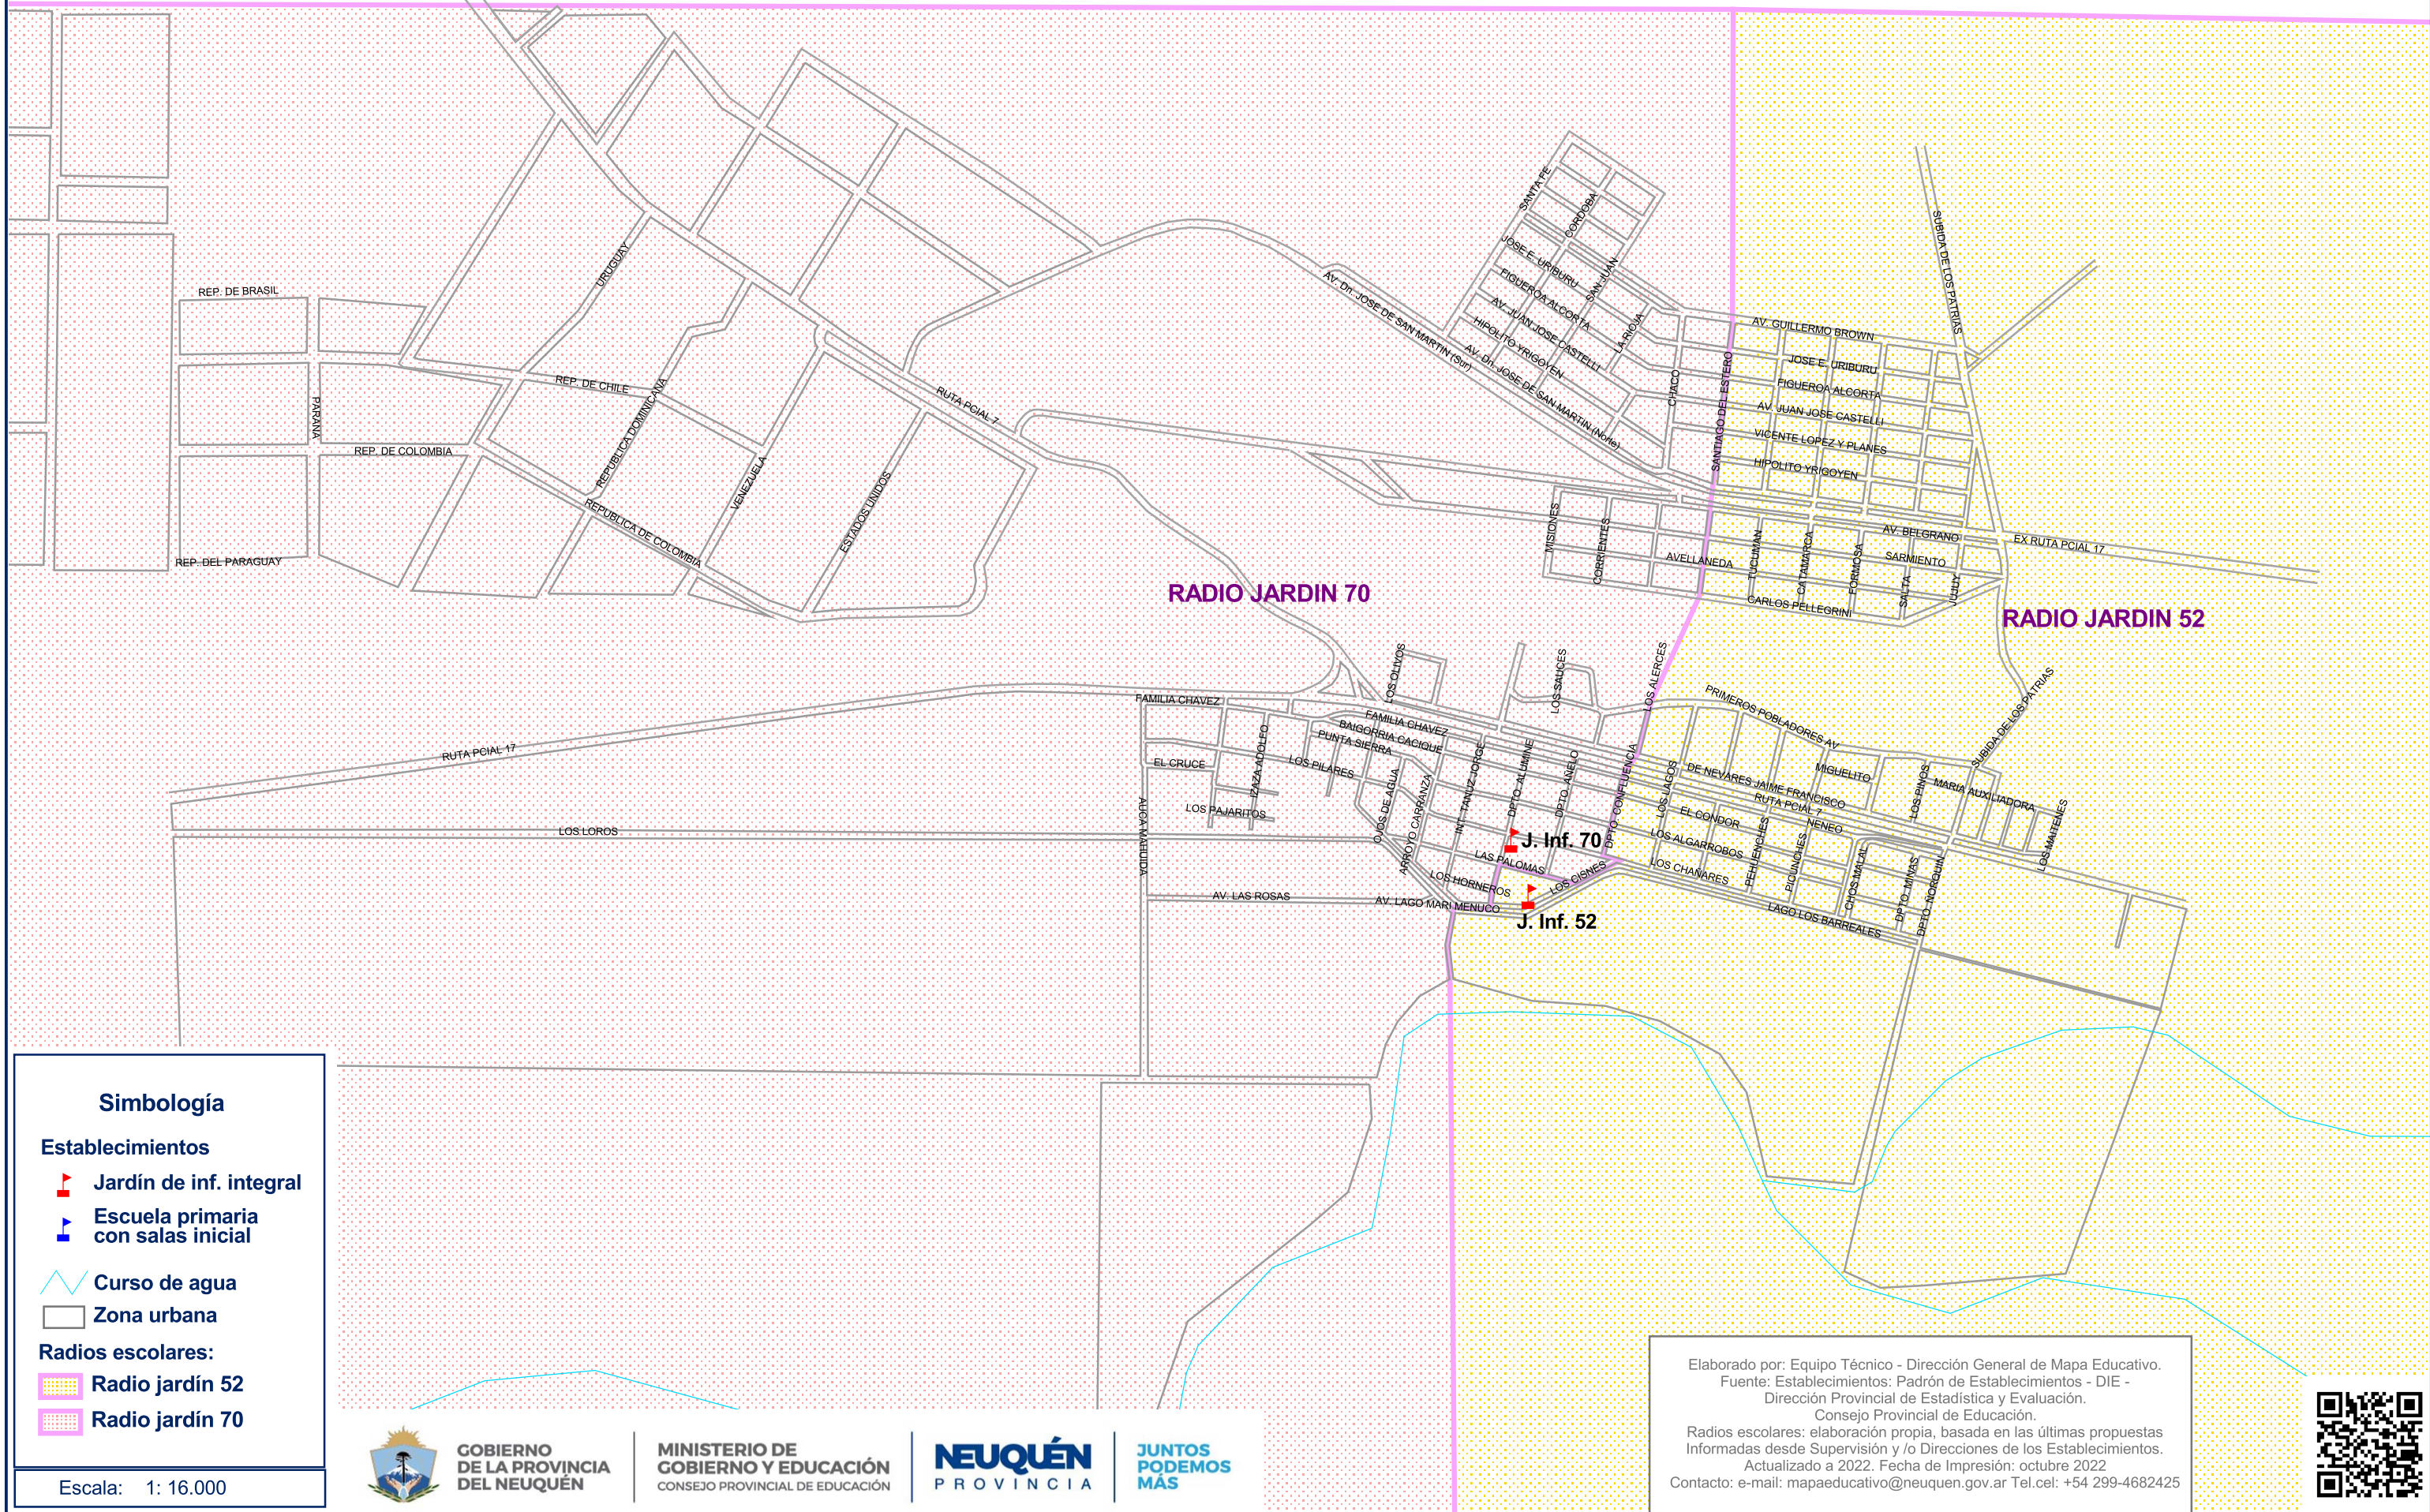 SANTA FE
CORDOBA
SUBIDA DE LOS PATRIAS
JOSE E. URIBURU
SAN JUAN
URUGUAY
FIGUEROA ALCORTA
AV. Dn. JOSE DE SAN MARTIN (Sur)
REP. DE BRASIL
AV. JUAN JOSE CASTELLI
LA RIOJA
HIPOLITO YRIGOYEN
AV. GUILLERMO BROWN
AV. Dn. JOSE DE SAN MARTIN (Norte)
JOSE E. URIBURU
REP. DE CHILE
REPUBLICA DOMINICANA
RUTA PCIAL 7
CHACO
SANTIAGO DEL ESTERO
FIGUEROA ALCORTA
PARANA
AV. JUAN JOSE CASTELLI
REP. DE COLOMBIA
VICENTE LOPEZ Y PLANES
VENEZUELA
HIPOLITO YRIGOYEN
ESTADOS UNIDOS
REPUBLICA DE COLOMBIA
MISIONES
CORRIENTES
AV. BELGRANO
EX RUTA PCIAL 17
REP. DEL PARAGUAY
AVELLANEDA
TUCUMAN
CATAMARCA
FORMOSA
SARMIENTO
SALTA
JUJUY
CARLOS PELLEGRINI
RADIO JARDIN 70
RADIO JARDIN 52
LOS OLIVOS
LOS SAUCES
LOS ALERCES
FAMILIA CHAVEZ
PRIMEROS POBLADORES AV
SUBIDA DE LOS PATRIAS
FAMILIA CHAVEZ
BAIGORRIA CACIQUE
PUNTA SIERRA
RUTA PCIAL 17
EL CRUCE
IZAZA ADOLFO
LOS PILARES
INT. TANUZ JORGE
DPTO. ALUMINE
DPTO. AÑELO
DPTO. CONFLUENCIA
LOS LAGOS
DE NEVARES JAIME FRANCISCO
MIGUELITO
LOS PINOS
MARIA AUXILIADORA
RUTA PCIAL 7
AUCA MAHUIDA
LOS PAJARITOS
OJOS DE AGUA
ARROYO CARRANZA
EL CONDOR
NENEO
LOS MAITENES
LOS LOROS
J. Inf. 70
LOS ALGARROBOS
PEHUENCHES
PICUNCHES
LAS PALOMAS
LOS CHAÑARES
CHOS MALAL
DPTO. MINAS
DPTO. ÑORQUIN
LOS HORNEROS
LOS CISNES
AV. LAS ROSAS
AV. LAGO MARI MENUCO
J. Inf. 52
LAGO LOS BARREALES
Simbología
Establecimientos
Jardín de inf. integral
Escuela primaria
con salas inicial
Curso de agua
Zona urbana
Radios escolares:
Radio jardín 52
Radio jardín 70
Escala: 1: 16.000
GOBIERNO
DE LA PROVINCIA
DEL NEUQUÉN
MINISTERIO DE
GOBIERNO Y EDUCACIÓN
CONSEJO PROVINCIAL DE EDUCACIÓN
NEUQUÉN
PROVINCIA
JUNTOS
PODEMOS
MÁS
Elaborado por: Equipo Técnico - Dirección General de Mapa Educativo.
Fuente: Establecimientos: Padrón de Establecimientos - DIE -
Dirección Provincial de Estadística y Evaluación.
Consejo Provincial de Educación.
Radios escolares: elaboración propia, basada en las últimas propuestas
Informadas desde Supervisión y /o Direcciones de los Establecimientos.
Actualizado a 2022. Fecha de Impresión: octubre 2022
Contacto: e-mail: mapaeducativo@neuquen.gov.ar Tel.cel: +54 299-4682425